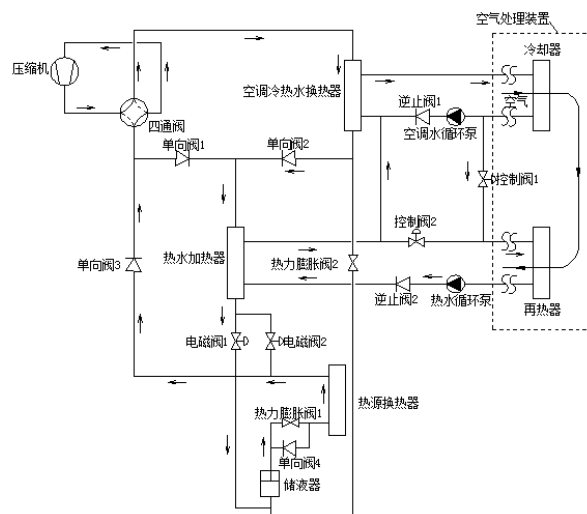 空气处理装置
冷却器
压缩机
空调冷热水换热器
逆止阀1
空气
四通阀
空调水循环泵
单向阀1
单向阀2
控制阀1
控制阀2
热水加热器
单向阀3
热力膨胀阀2
逆止阀2
热水循环泵
再热器
电磁阀1
电磁阀2
热源换热器
热力膨胀阀1
单向阀4
储液器